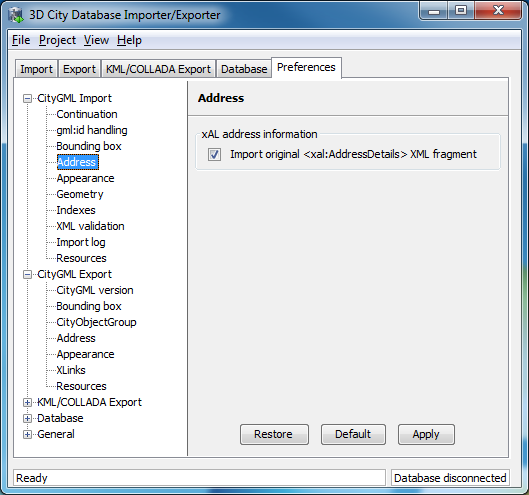 3D City Database Importer/Exporter
File Project View Help
Import Export KML/COLLADA Export Database Preferences
CityGML Import
Continuation
gml:id handling
Bounding box
Address
Appearance
Geometry
Indexes
XML validation
Import log
Resources
CityGML Export
CityGML version
Bounding box
CityObjectGroup
Address
Appearance
XLinks
Resources
KML/COLLADA Export
Database
General
Address
xAL address information
Import original <xal:AddressDetails> XML fragment
Restore Default Apply
Ready Database disconnected